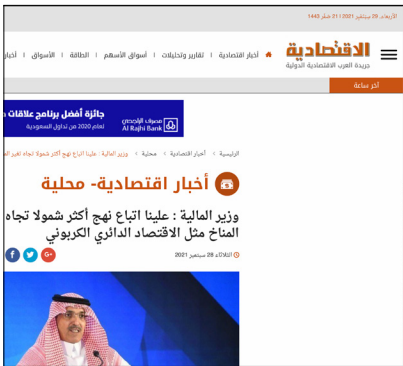 الأربعاء, 29 سبتمبر 2021 | 21 صفر 1443
الاقتصادية
جريدة العرب الاقتصادية الدولية
أخبار اقتصادية | تقارير وتحليلات | أسواق الأسهم | الطاقة | الأسواق | أخبار
آخر ساعة
مصرف الراجحي
Al Rajhi Bank
جائزة أفضل برنامج علاقات
لعام 2020 من تداول السعودية
الرئيسية > أخبار اقتصادية > محلية > وزير المالية : علينا اتباع نهج أكثر شمولا تجاه تغير
أخبار اقتصادية- محلية
وزير المالية : علينا اتباع نهج أكثر شمولا تجاه
المناخ مثل الاقتصاد الدائري الكربوني
الثلاثاء 28 سبتمبر 2021